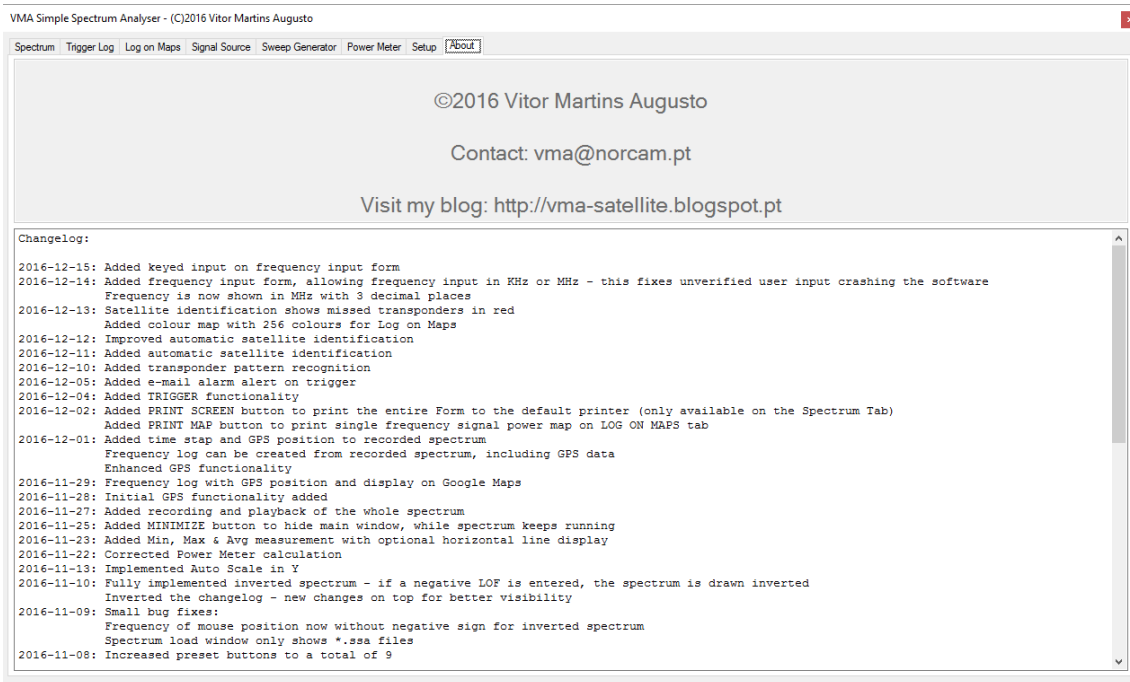 VMA Simple Spectrum Analyser - (C)2016 Vitor Martins Augusto
Spectrum Trigger Log Log on Maps Signal Source Sweep Generator Power Meter Setup About
©2016 Vitor Martins Augusto
Contact: vma@norcam.pt
Visit my blog: http://vma-satellite.blogspot.pt
Changelog:
2016-12-15: Added keyed input on frequency input form
2016-12-14: Added frequency input form, allowing frequency input in KHz or MHz - this fixes unverified user input crashing the software
Frequency is now shown in MHz with 3 decimal places
2016-12-13: Satellite identification shows missed transponders in red
Added colour map with 256 colours for Log on Maps
2016-12-12: Improved automatic satellite identification
2016-12-11: Added automatic satellite identification
2016-12-10: Added transponder pattern recognition
2016-12-05: Added e-mail alarm alert on trigger
2016-12-04: Added TRIGGER functionality
2016-12-02: Added PRINT SCREEN button to print the entire Form to the default printer (only available on the Spectrum Tab)
Added PRINT MAP button to print single frequency signal power map on LOG ON MAPS tab
2016-12-01: Added time stap and GPS position to recorded spectrum
Frequency log can be created from recorded spectrum, including GPS data
Enhanced GPS functionality
2016-11-29: Frequency log with GPS position and display on Google Maps
2016-11-28: Initial GPS functionality added
2016-11-27: Added recording and playback of the whole spectrum
2016-11-25: Added MINIMIZE button to hide main window, while spectrum keeps running
2016-11-23: Added Min, Max & Avg measurement with optional horizontal line display
2016-11-22: Corrected Power Meter calculation
2016-11-13: Implemented Auto Scale in Y
2016-11-10: Fully implemented inverted spectrum - if a negative LOF is entered, the spectrum is drawn inverted
Inverted the changelog - new changes on top for better visibility
2016-11-09: Small bug fixes:
Frequency of mouse position now without negative sign for inverted spectrum
Spectrum load window only shows *.ssa files
2016-11-08: Increased preset buttons to a total of 9